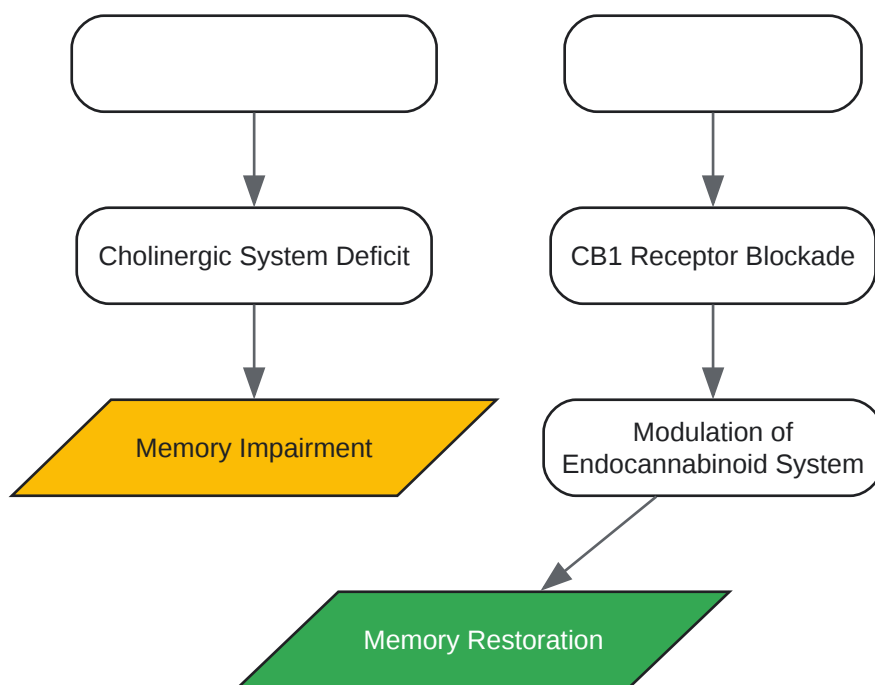 Cholinergic System Deficit
CB1 Receptor Blockade
Memory Impairment
Modulation of
Endocannabinoid System
Memory Restoration